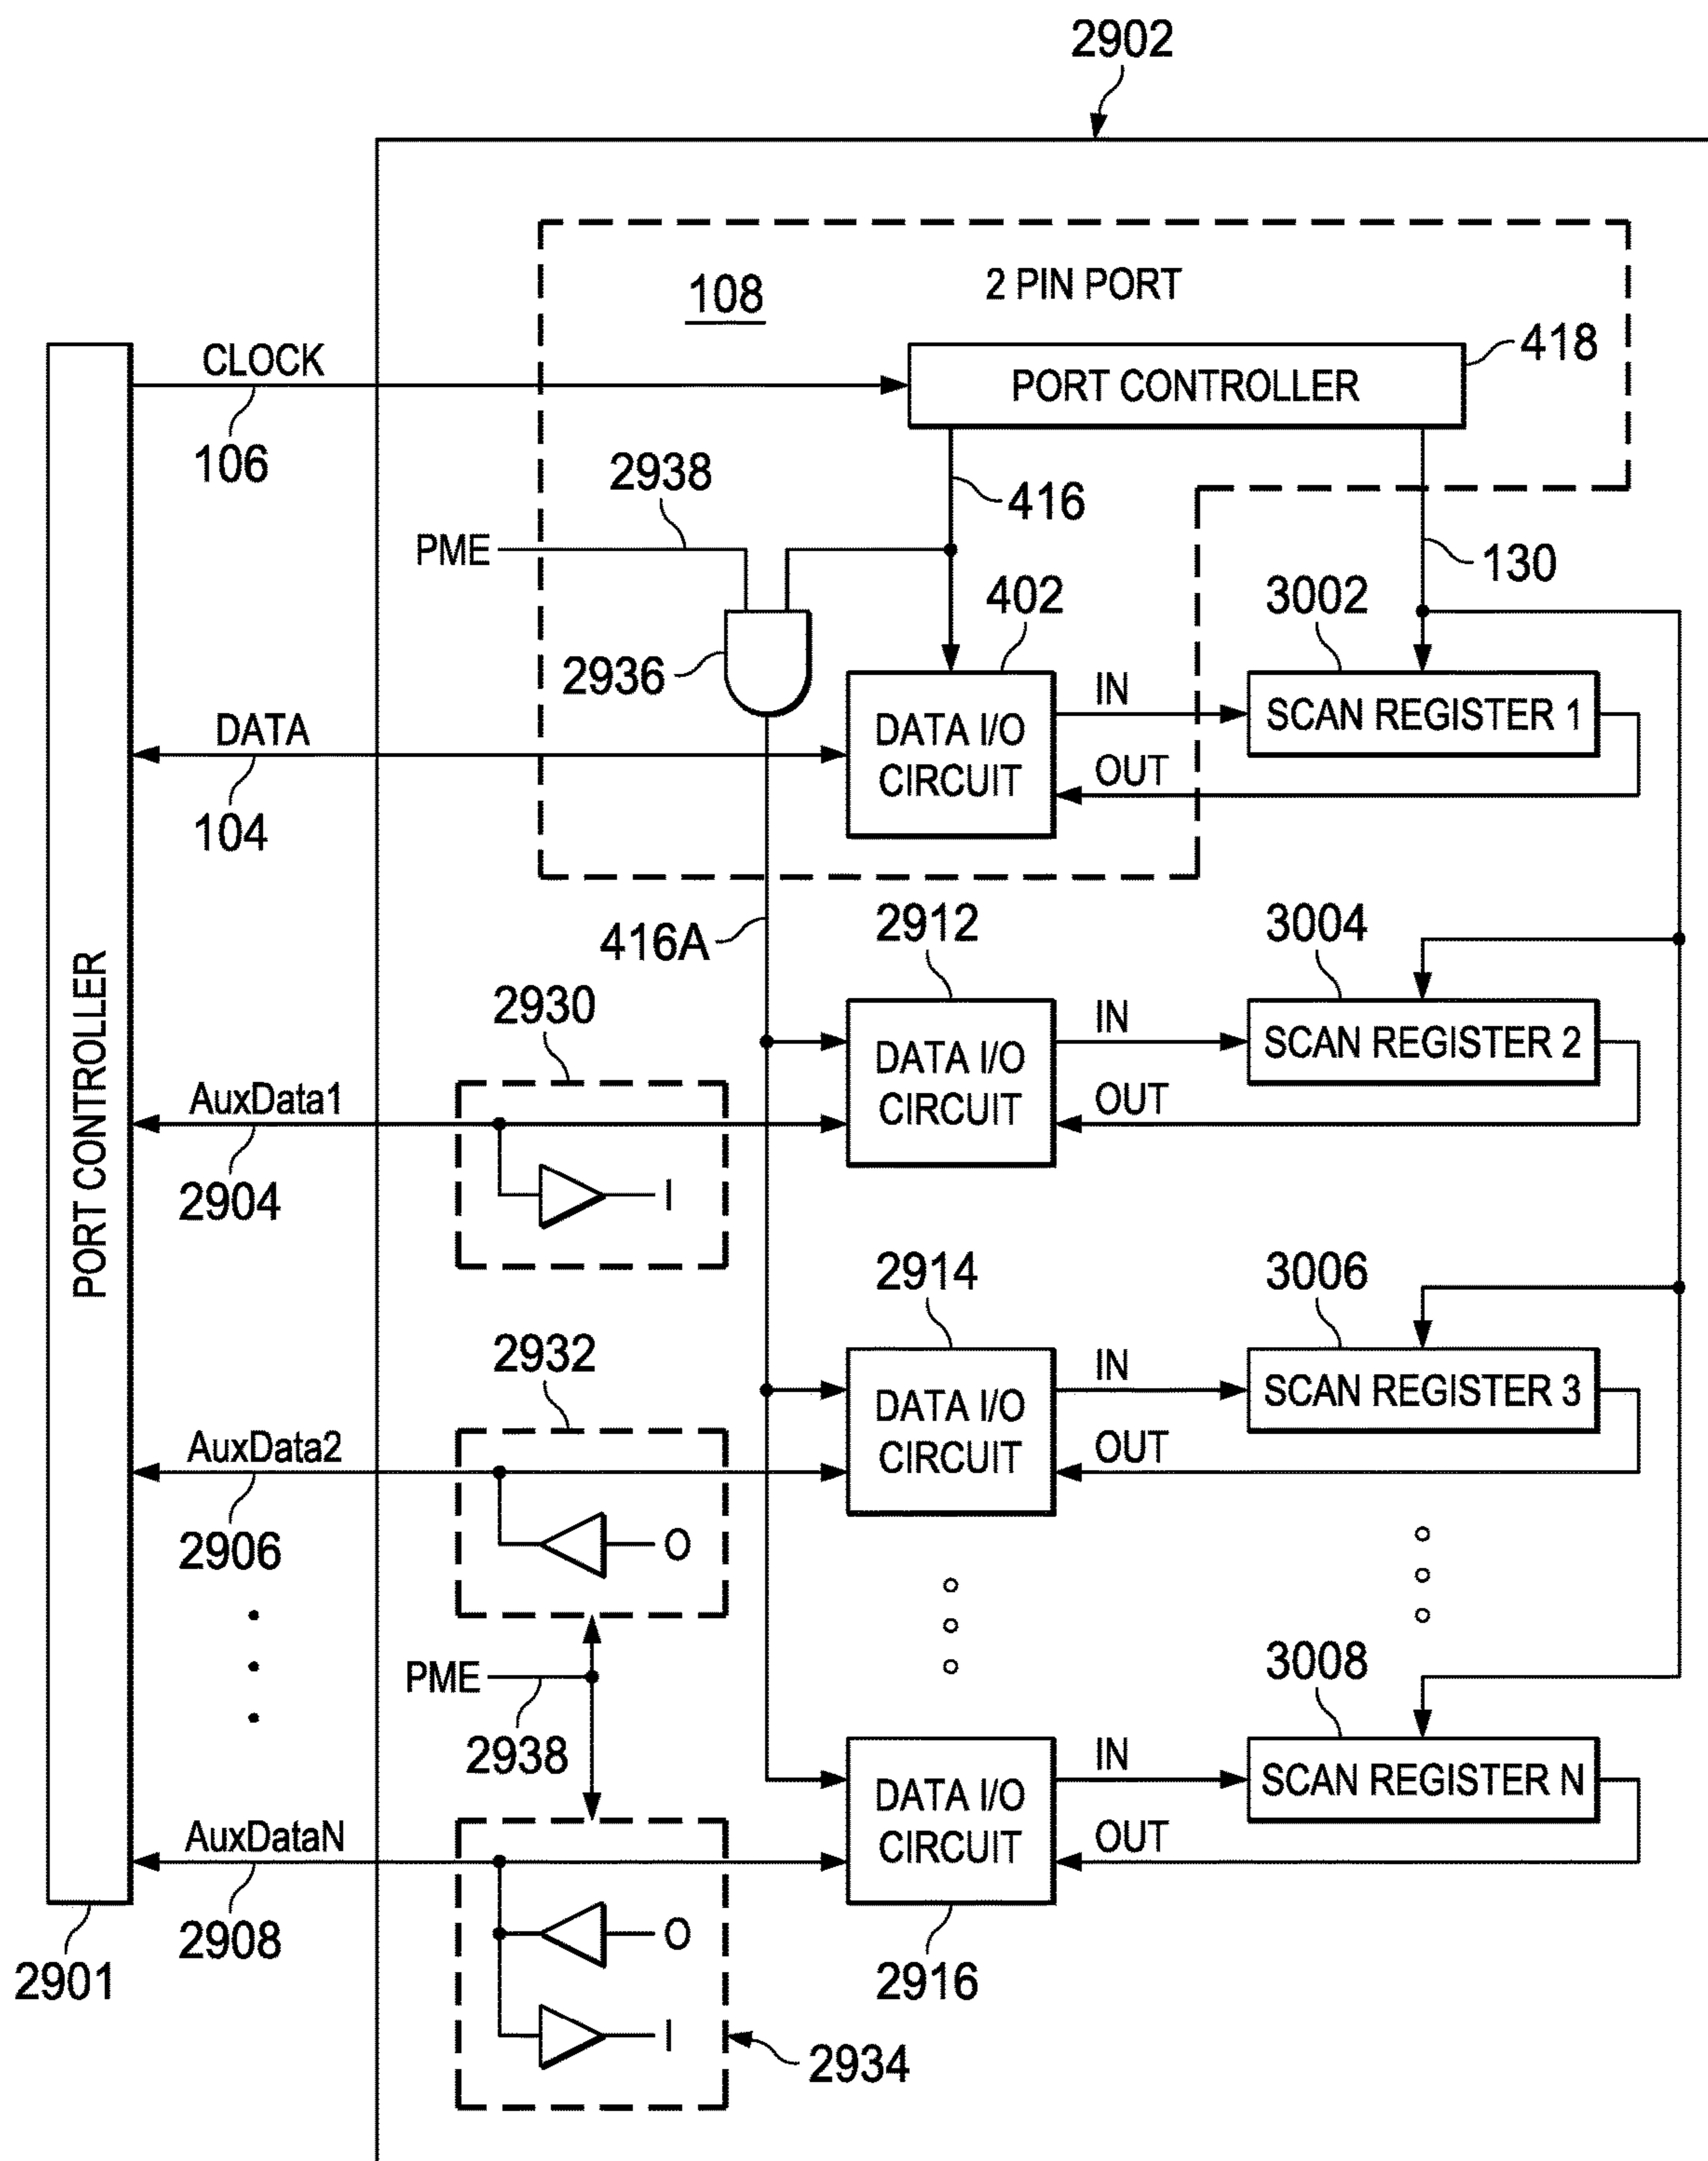 2902
108
2 PIN PORT
CLOCK
106
PORT CONTROLLER
418
2938
416
PME
130
402
3002
2936
IN
SCAN REGISTER 1
DATA
DATA I/O
CIRCUIT
OUT
104
416A
2912
3004
2930
IN
SCAN REGISTER 2
DATA I/O
CIRCUIT
AuxData1
OUT
2904
I
PORT CONTROLLER
2914
3006
2932
IN
SCAN REGISTER 3
DATA I/O
CIRCUIT
AuxData2
OUT
2906
O
PME
2938
3008
IN
SCAN REGISTER N
DATA I/O
CIRCUIT
AuxDataN
OUT
2908
O
2901
2916
I
2934